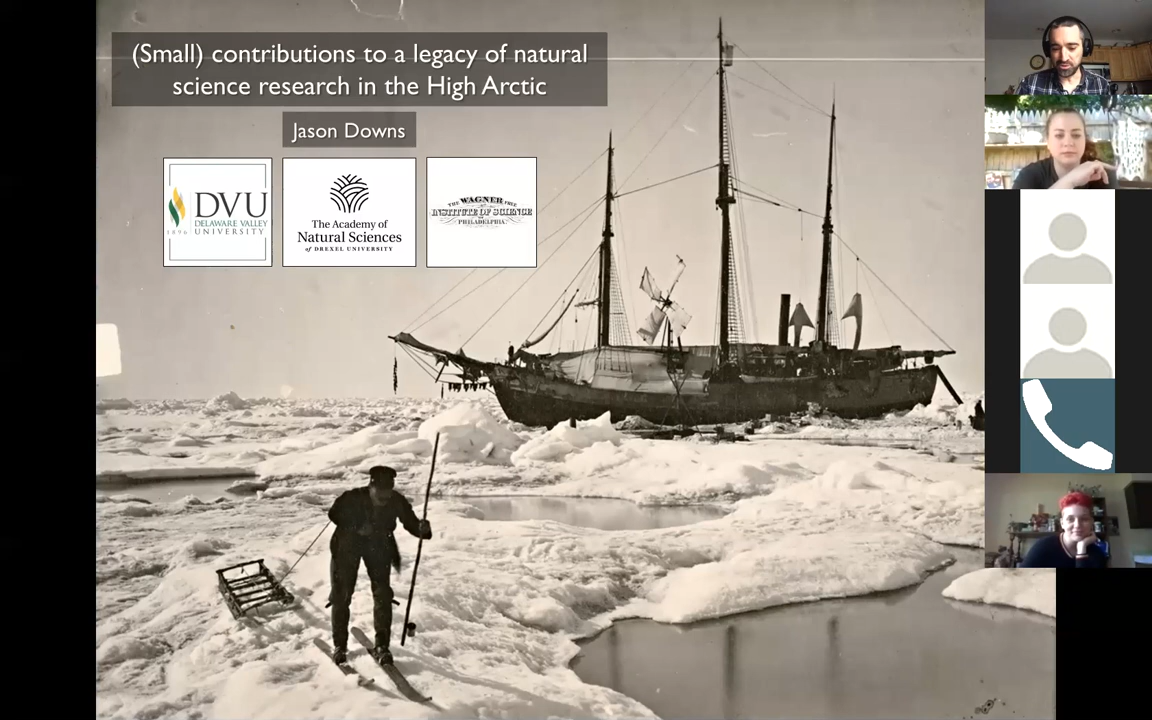 (Small) contributions to a legacy of natural
science research in the High Arctic
Jason Downs
DVU
DELAWARE VALLEY
1896 UNIVERSITY
The Academy of
Natural Sciences
of DREXEL UNIVERSITY
THE WAGNER FREE
INSTITUTE OF SCIENCE
PHILADELPHIA